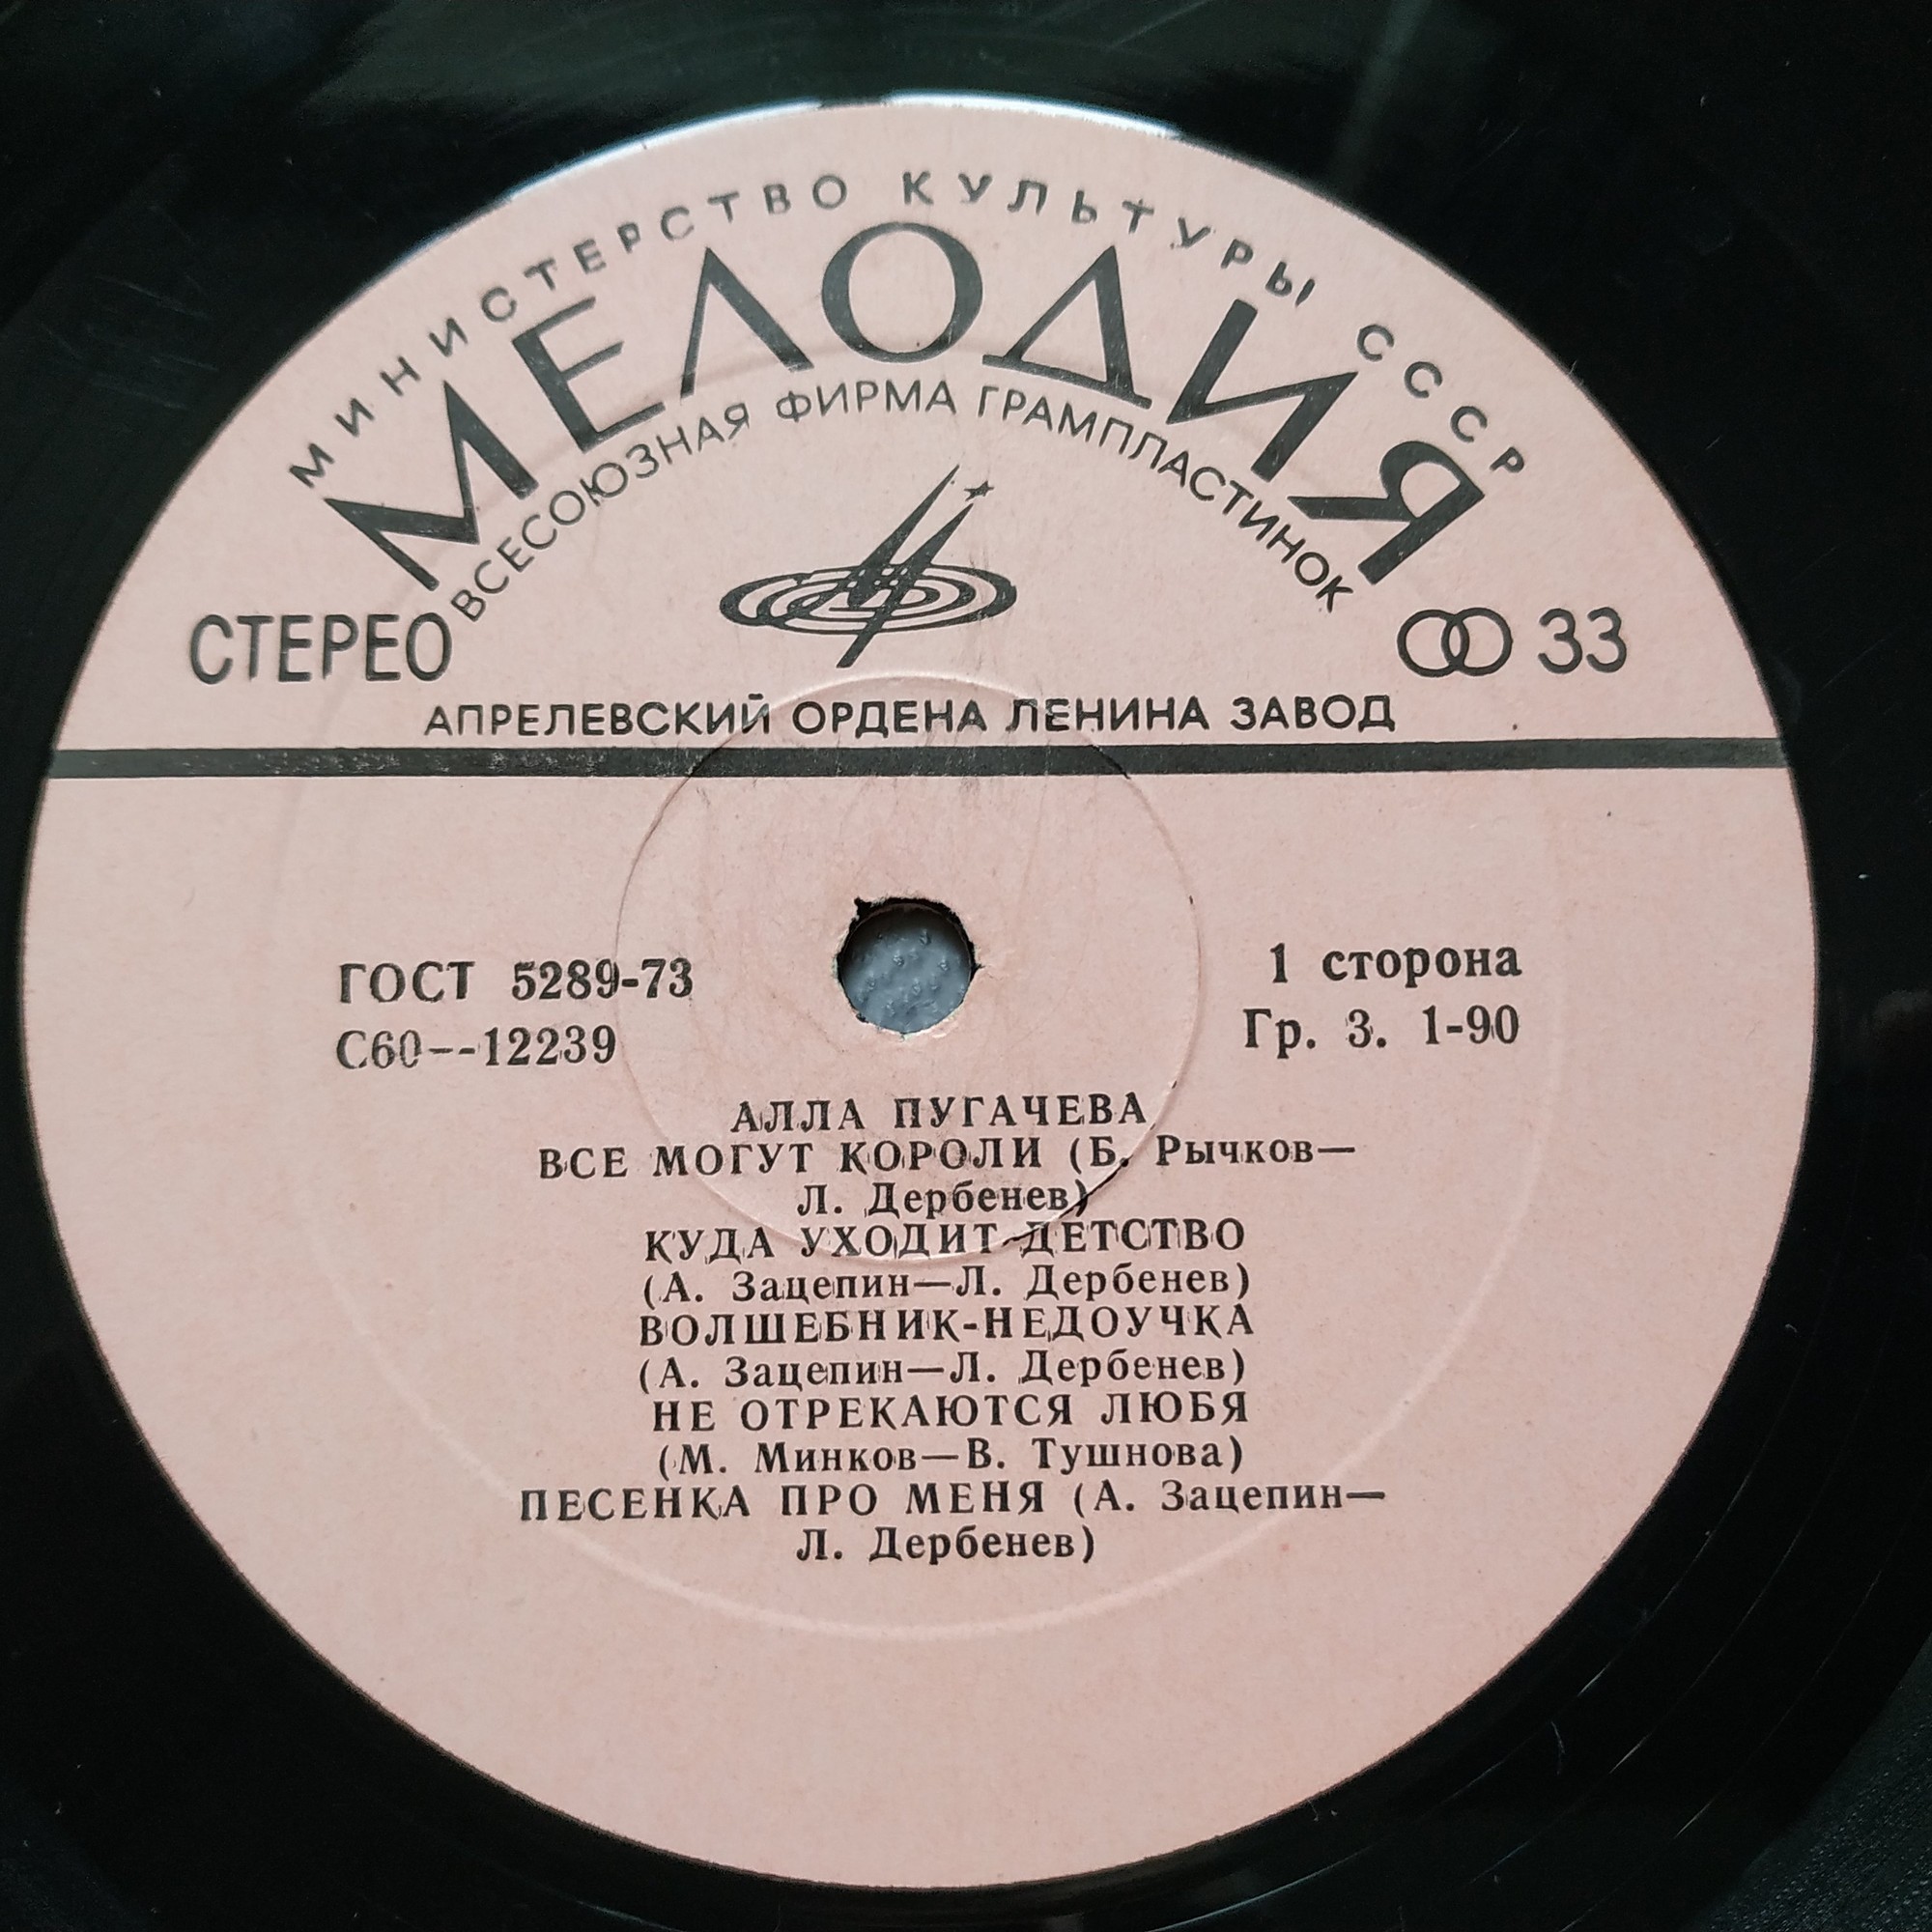 МИНИСТЕРСТВО КУЛЬТУРЫ СССР
МЕЛОДИЯ
ВСЕСОЮЗНАЯ ФИРМА ГРАМПЛАСТИНОК
СТЕРЕО
33
АПРЕЛЕВСКИЙ ОРДЕНА ЛЕНИНА ЗАВОД
ГОСТ 5289-73
С60--12239
1 сторона
Гр. 3. 1-90
АЛЛА ПУГАЧЕВА
ВСЕ МОГУТ КОРОЛИ (Б. Рычков—
Л. Дербенев)
КУДА УХОДИТ ДЕТСТВО
(А. Зацепин—Л. Дербенев)
ВОЛШЕБНИК-НЕДОУЧКА
(А. Зацепин—Л. Дербенев)
НЕ ОТРЕКАЮТСЯ ЛЮБЯ
(М. Минков—В. Тушнова)
ПЕСЕНКА ПРО МЕНЯ (А. Зацепин—
Л. Дербенев)